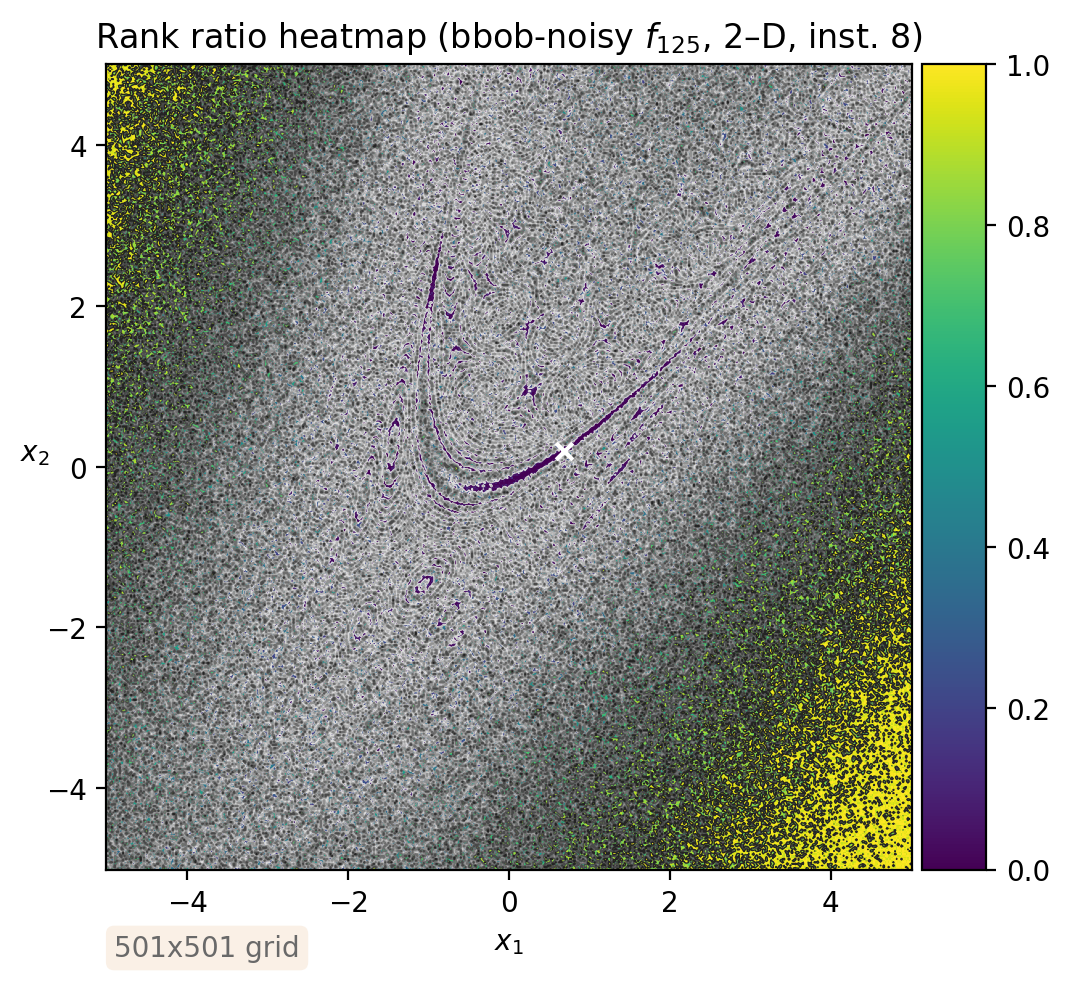 Rank ratio heatmap (bbob-noisy f₁₂₅, 2–D, inst. 8)
1.0
0.8
0.6
0.4
0.2
0.0
4
2
0
−2
−4
x₂
−4 −2 0 2 4
x₁
501x501 grid